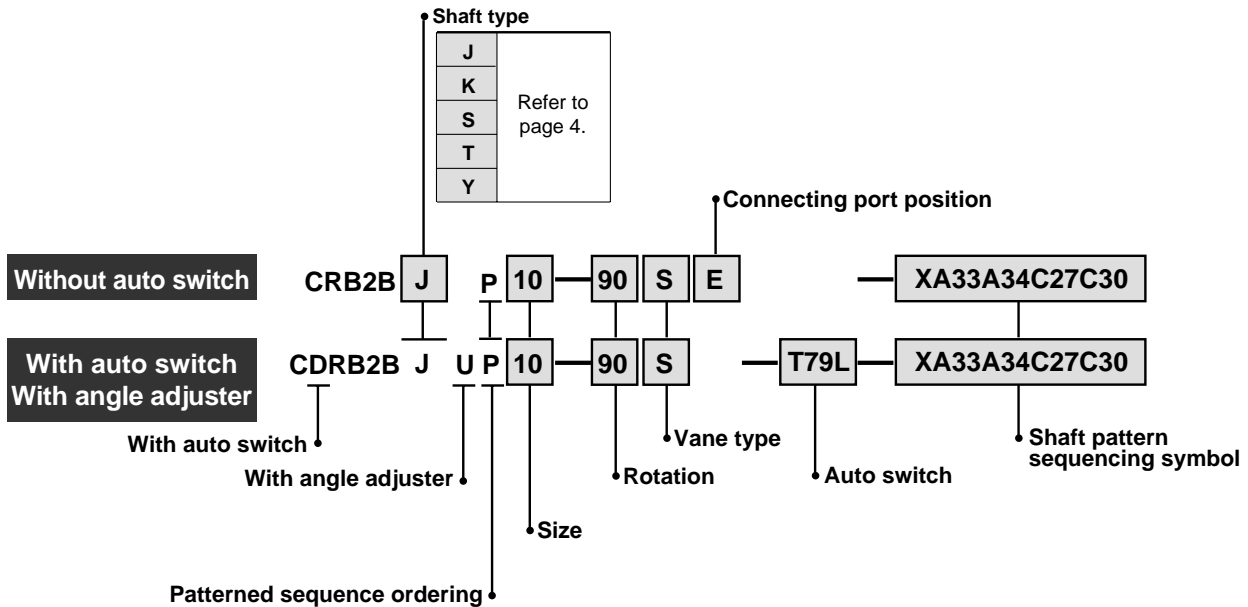 Shaft type
J
K
S
T
Y
Refer to
page 4.
Connecting port position
Without auto switch CRB2B J P 10 90 S E XA33A34C27C30
With auto switch
With angle adjuster
CDRB2B J U P 10 90 S T79L XA33A34C27C30
With auto switch
With angle adjuster
Vane type
Rotation
Auto switch
Shaft pattern
sequencing symbol
Size
Patterned sequence ordering